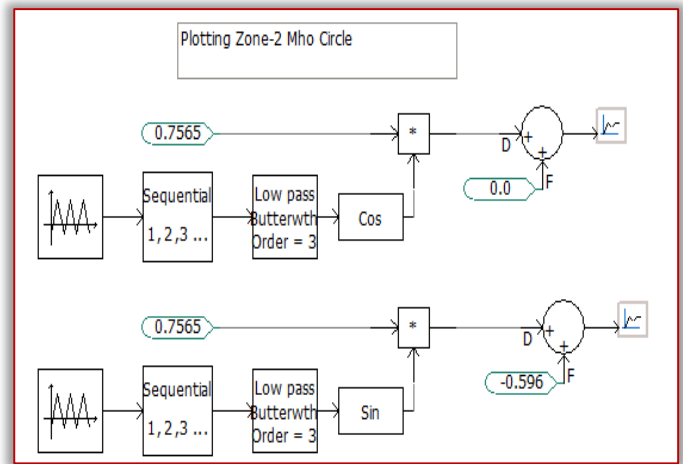 Plotting Zone-2 Mho Circle
0.7565
*
D
+
+
F
0.0
Sequential
1, 2, 3 ...
Low pass
Butterwth
Order = 3
Cos
0.7565
*
D
+
+
F
-0.596
Sequential
1, 2, 3 ...
Low pass
Butterwth
Order = 3
Sin